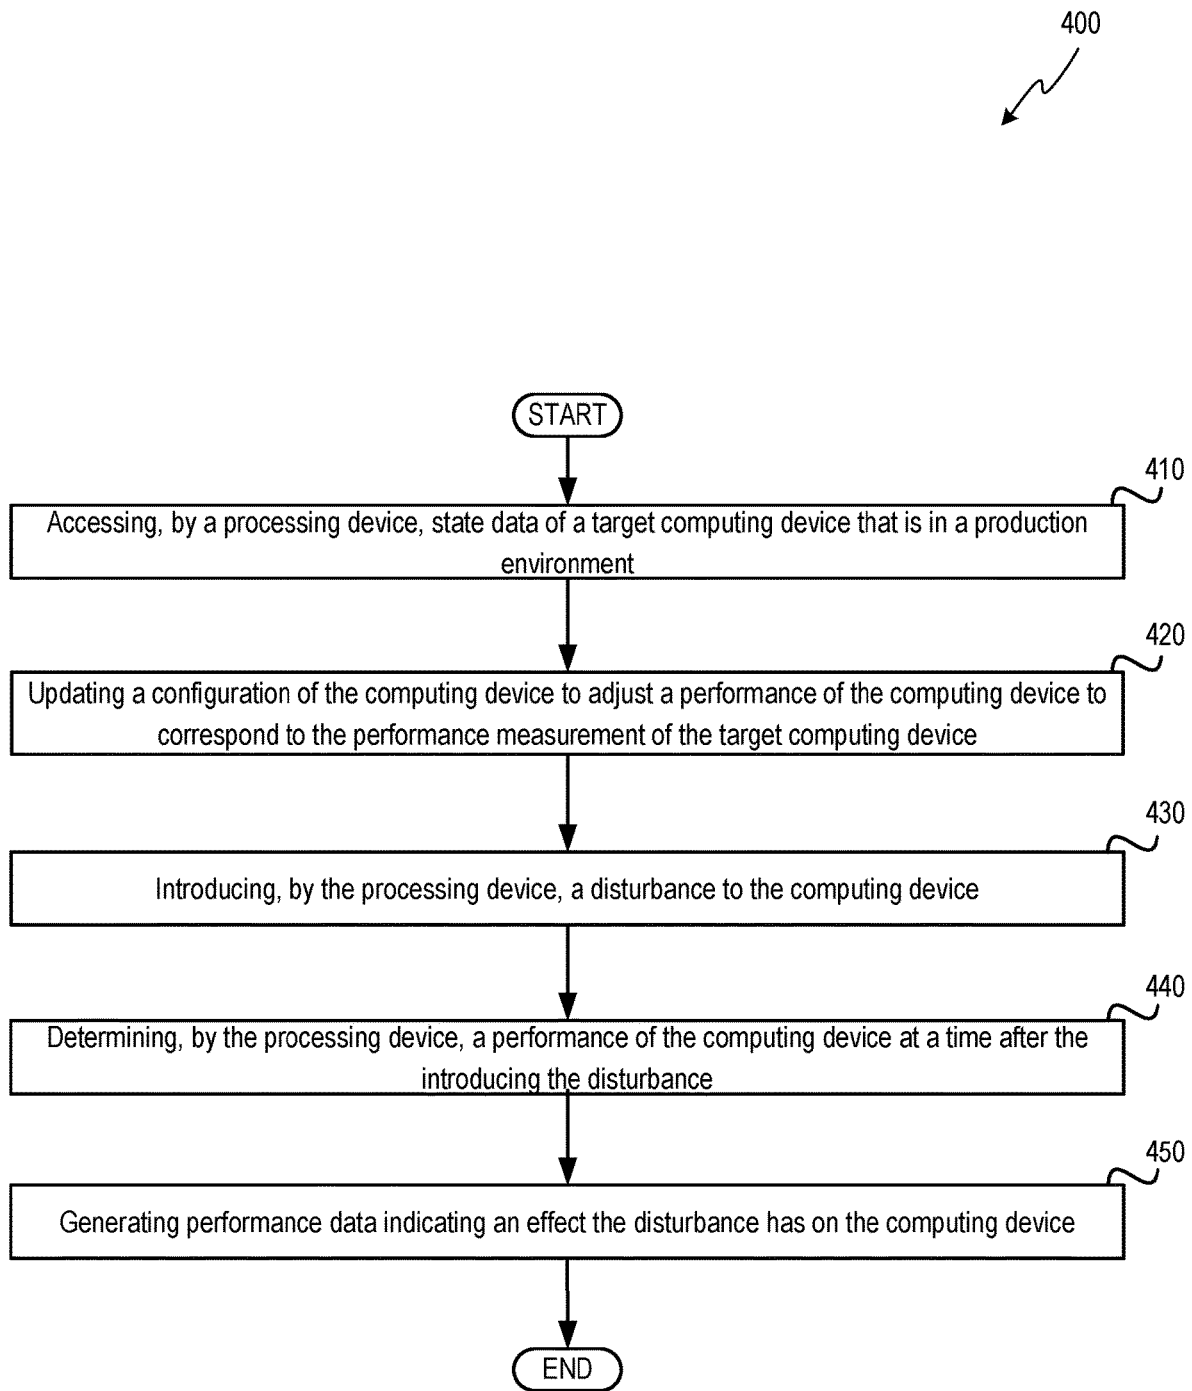 400
START
410
Accessing, by a processing device, state data of a target computing device that is in a production
environment
420
Updating a configuration of the computing device to adjust a performance of the computing device to
correspond to the performance measurement of the target computing device
430
Introducing, by the processing device, a disturbance to the computing device
440
Determining, by the processing device, a performance of the computing device at a time after the
introducing the disturbance
450
Generating performance data indicating an effect the disturbance has on the computing device
END